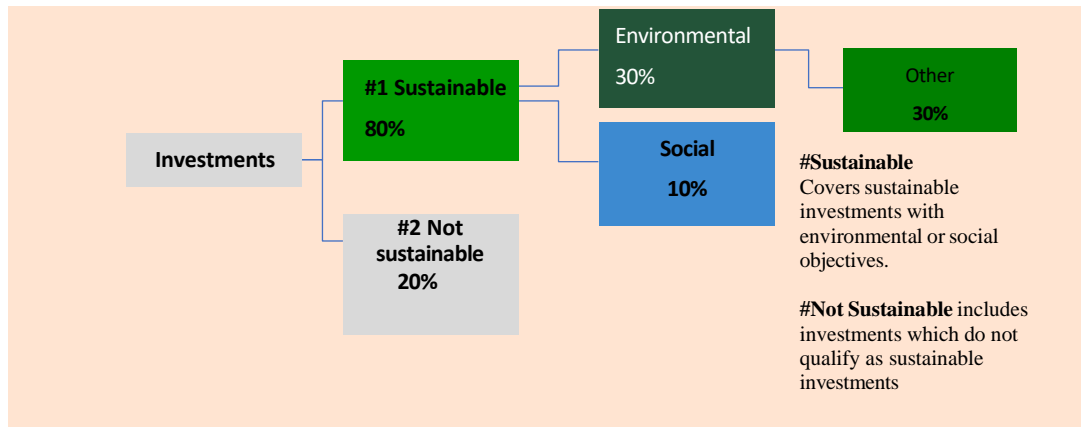 Investments
#1 Sustainable
80%
#2 Not
sustainable
20%
Environmental
30%
Social
10%
Other
30%
#Sustainable
Covers sustainable
investments with
environmental or social
objectives.
#Not Sustainable includes
investments which do not
qualify as sustainable
investments